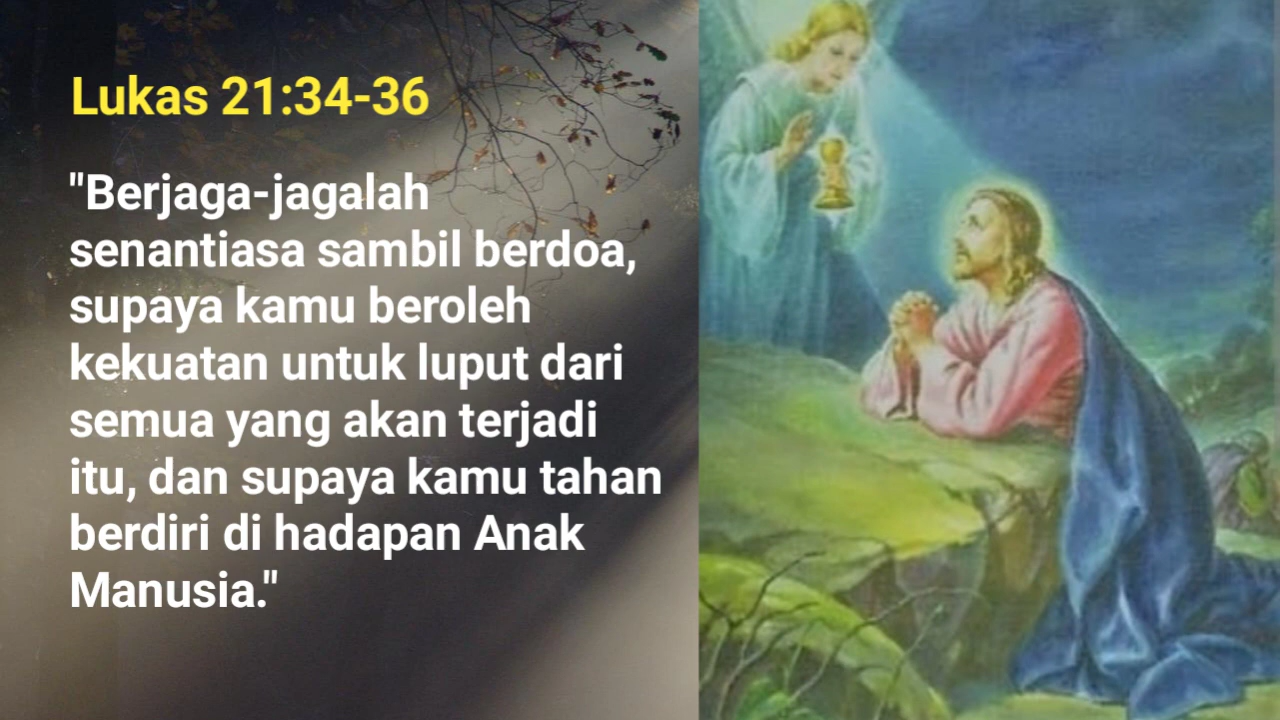 Lukas 21:34-36
"Berjaga-jagalah
senantiasa sambil berdoa,
supaya kamu beroleh
kekuatan untuk luput dari
semua yang akan terjadi
itu, dan supaya kamu tahan
berdiri di hadapan Anak
Manusia."